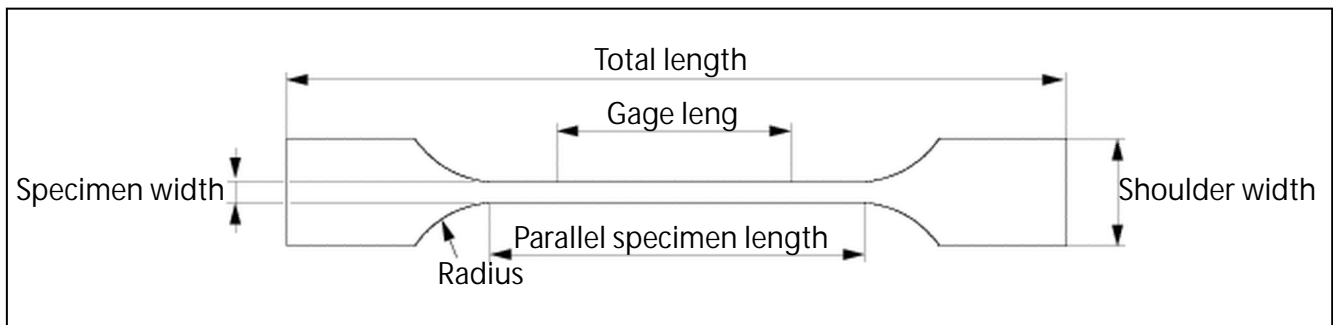 Total length
Gage leng
Specimen width
Shoulder width
Parallel specimen length
Radius